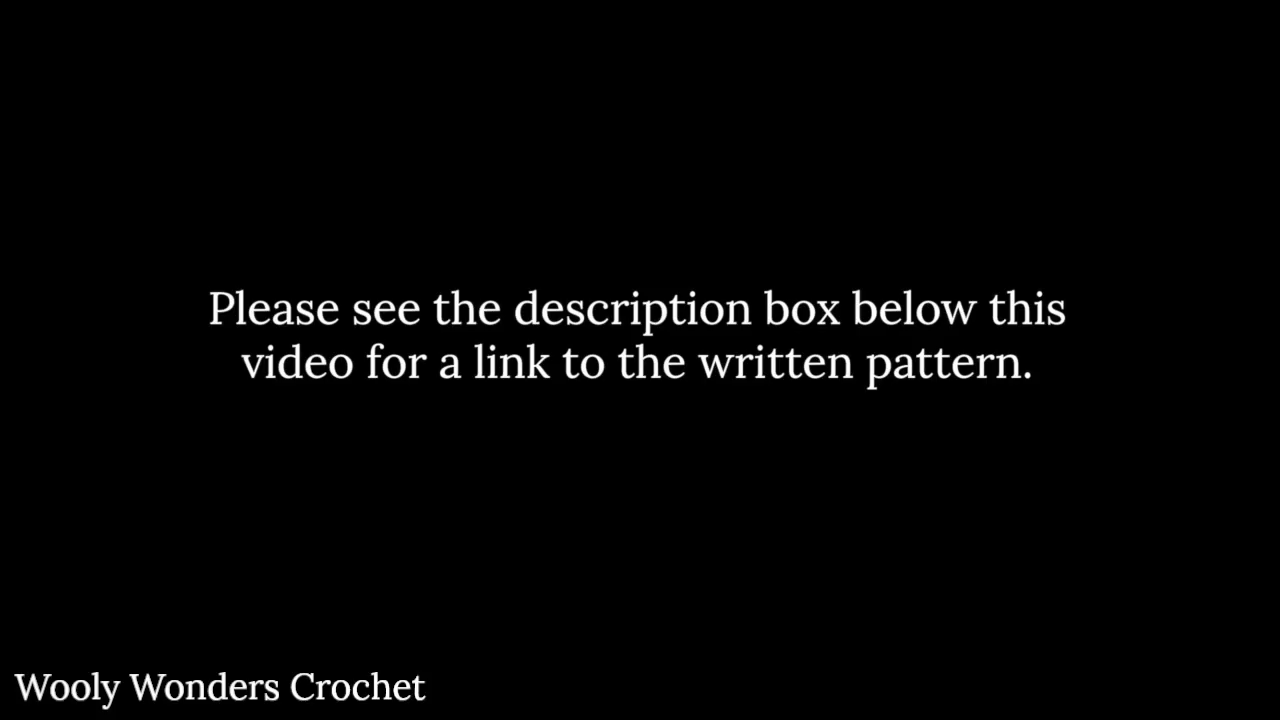 Please see the description box below this
video for a link to the written pattern.
Wooly Wonders Crochet